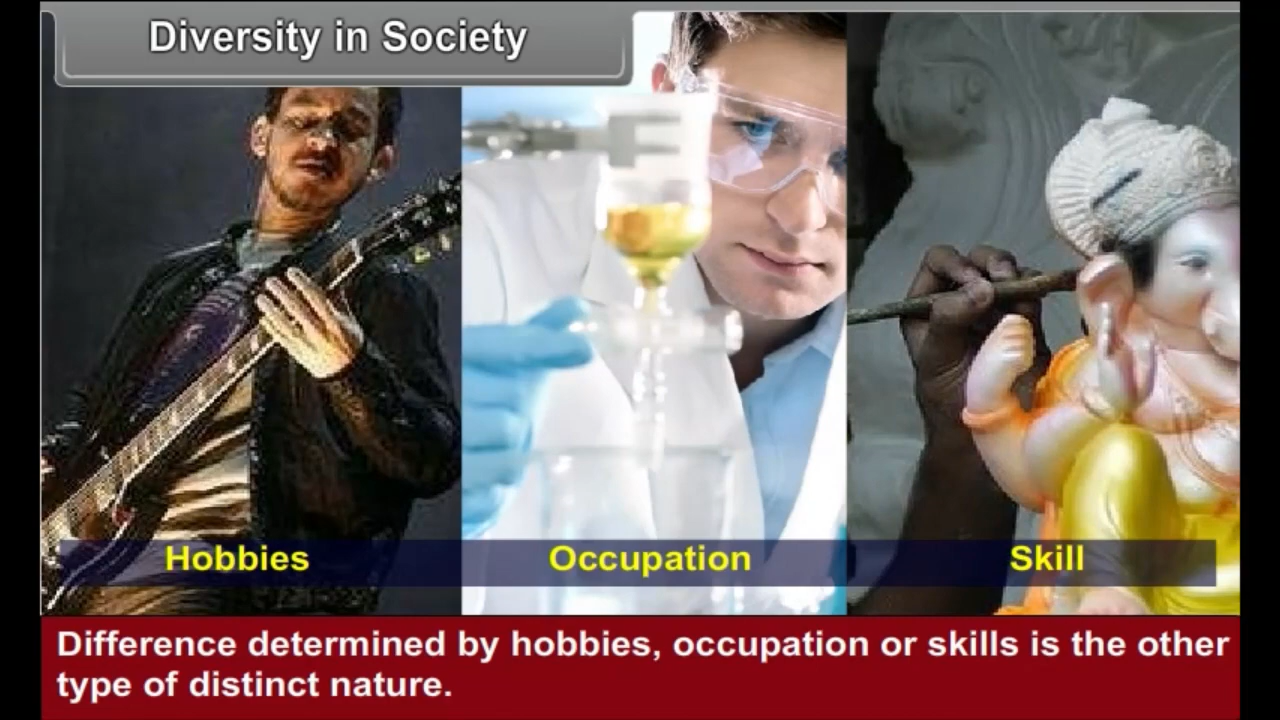 Diversity in Society
Hobbies
Occupation
Skill
Difference determined by hobbies, occupation or skills is the other
type of distinct nature.